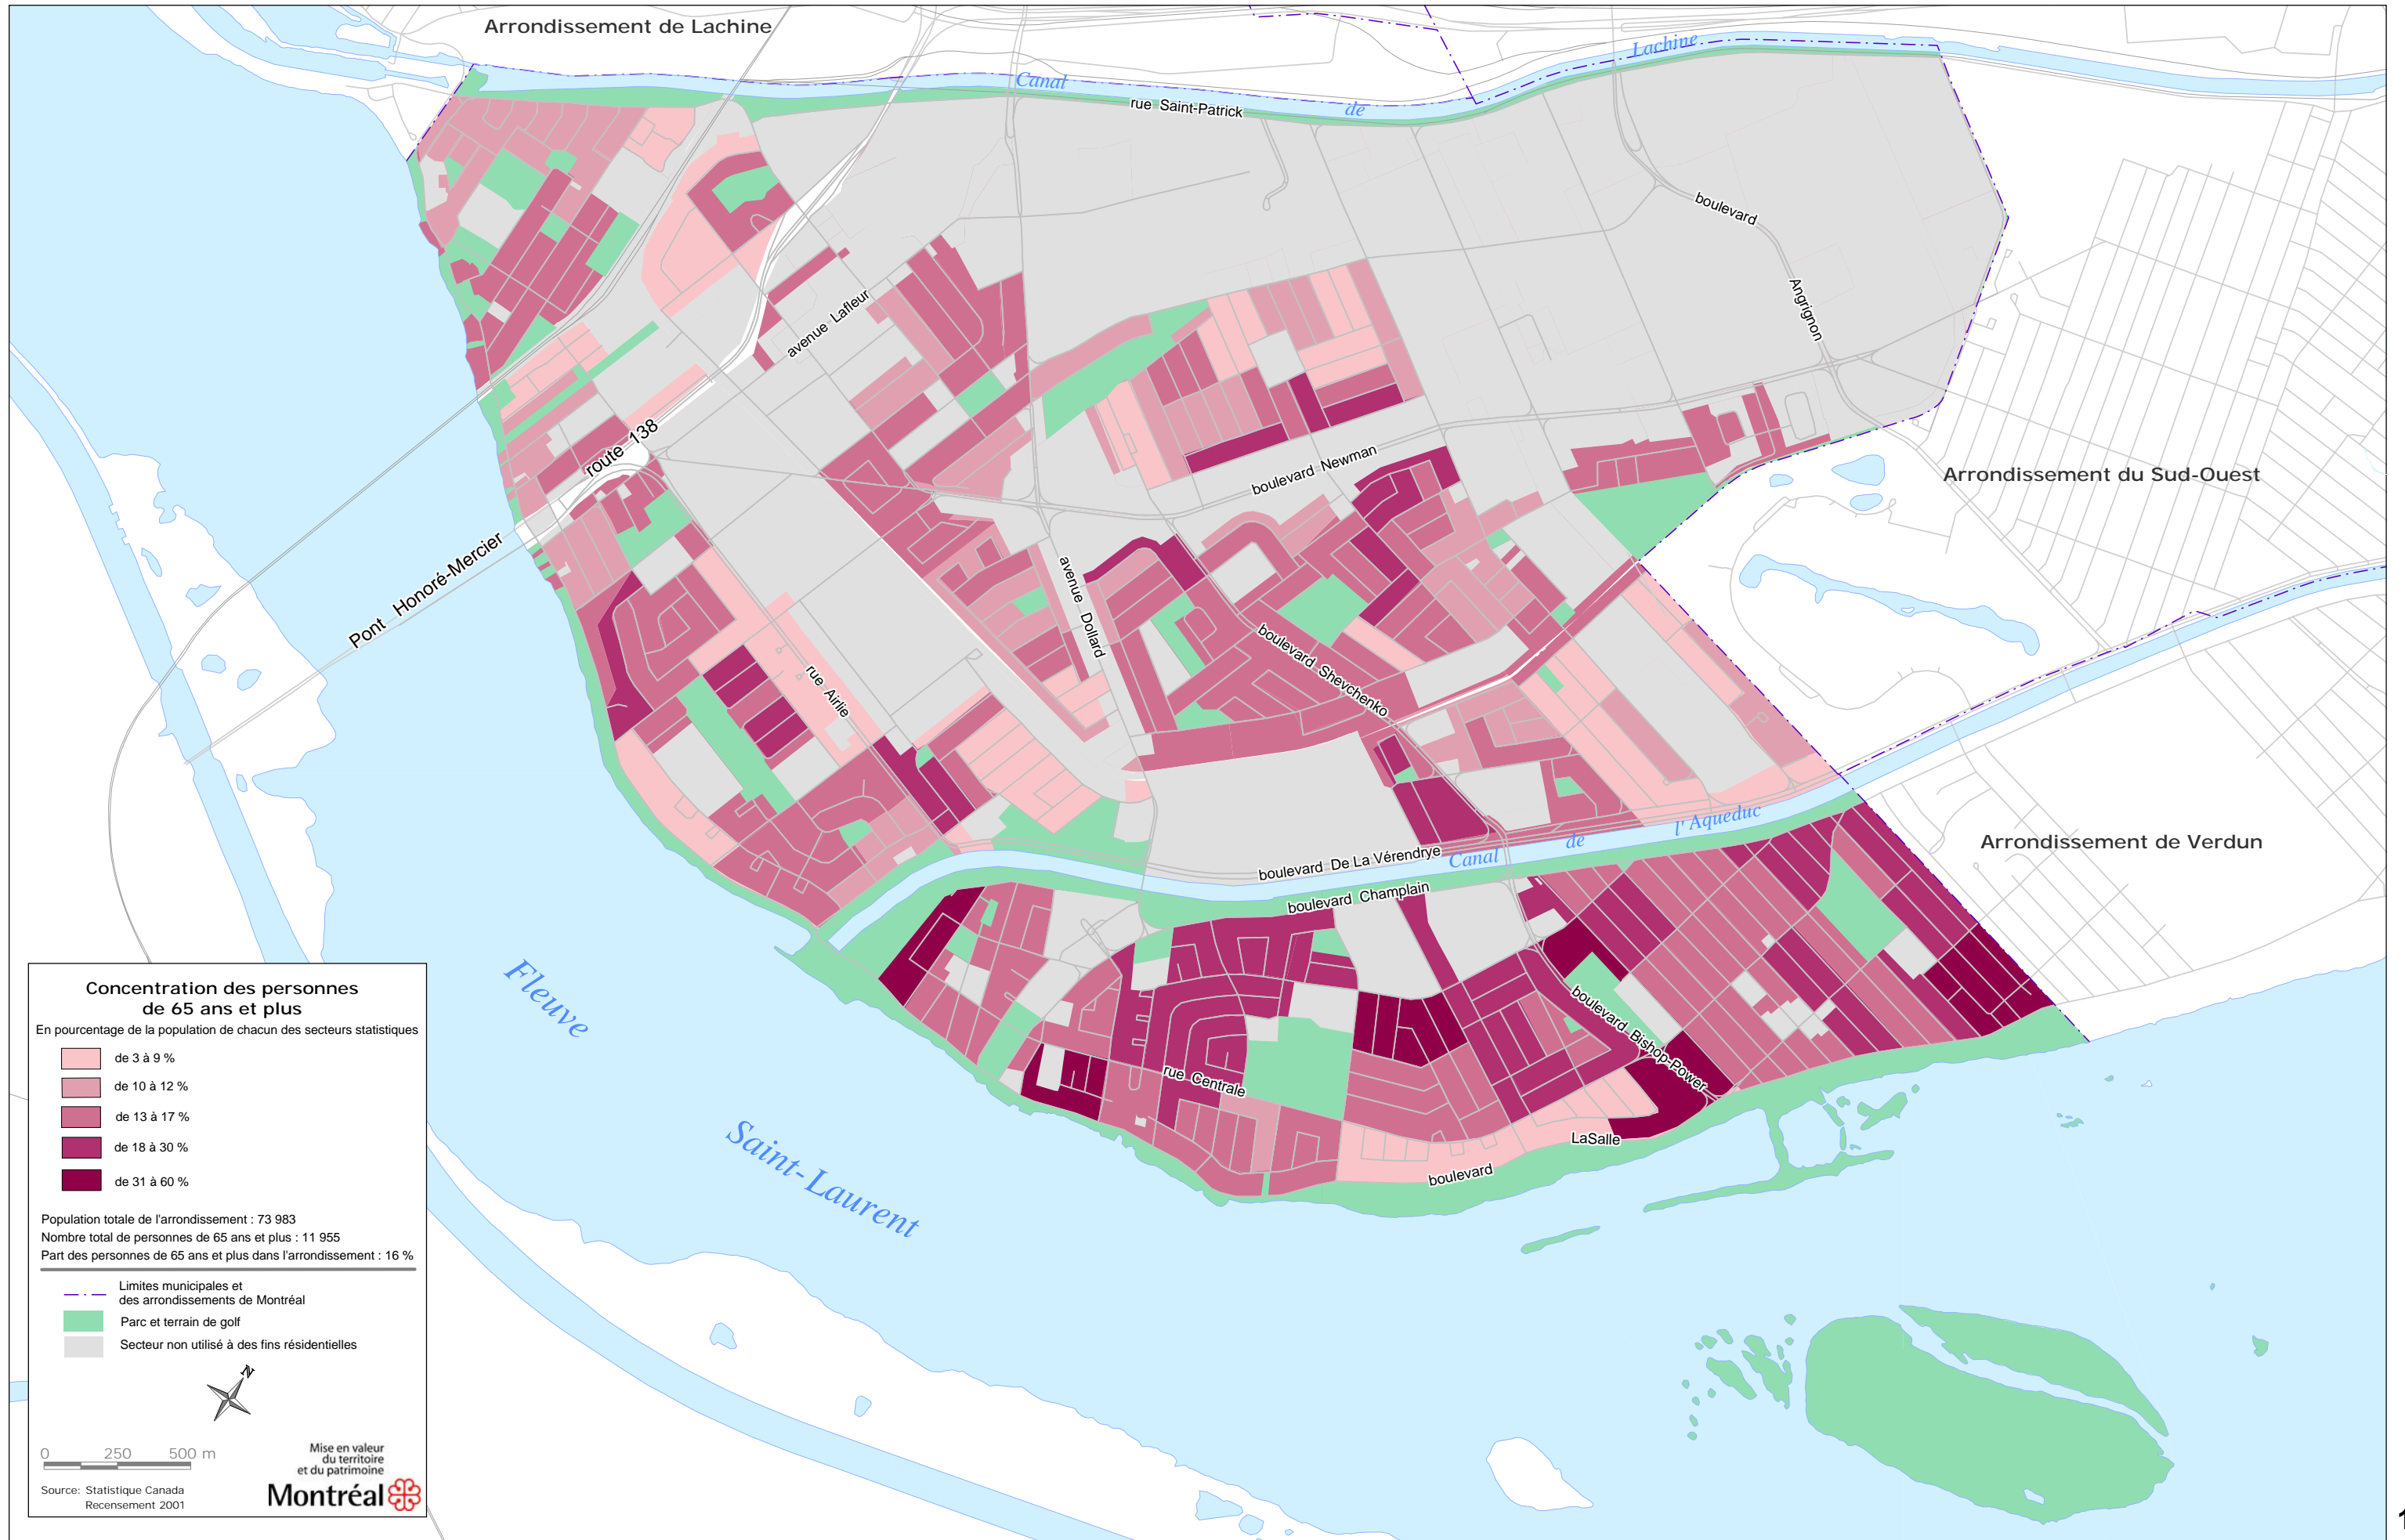 Arrondissement de Lachine
Canal
de
Lachine
rue Saint-Patrick
boulevard
Angrignon
avenue Lafleur
route 138
boulevard Newman
Arrondissement du Sud-Ouest
Pont Honoré-Mercier
avenue Dollard
boulevard Shevchenko
rue Airlie
Canal
de
l' Aqueduc
Arrondissement de Verdun
boulevard De La Vérendrye
boulevard Champlain
boulevard Bishop-Power
rue Centrale
boulevard
LaSalle
Fleuve
Saint-Laurent
Concentration des personnes
de 65 ans et plus
En pourcentage de la population de chacun des secteurs statistiques
de 3 à 9 %
de 10 à 12 %
de 13 à 17 %
de 18 à 30 %
de 31 à 60 %
Population totale de l'arrondissement : 73 983
Nombre total de personnes de 65 ans et plus : 11 955
Part des personnes de 65 ans et plus dans l'arrondissement : 16 %
Limites municipales et
des arrondissements de Montréal
Parc et terrain de golf
Secteur non utilisé à des fins résidentielles
N
0 250 500 m
Mise en valeur
du territoire
et du patrimoine
Montréal
Source: Statistique Canada
Recensement 2001